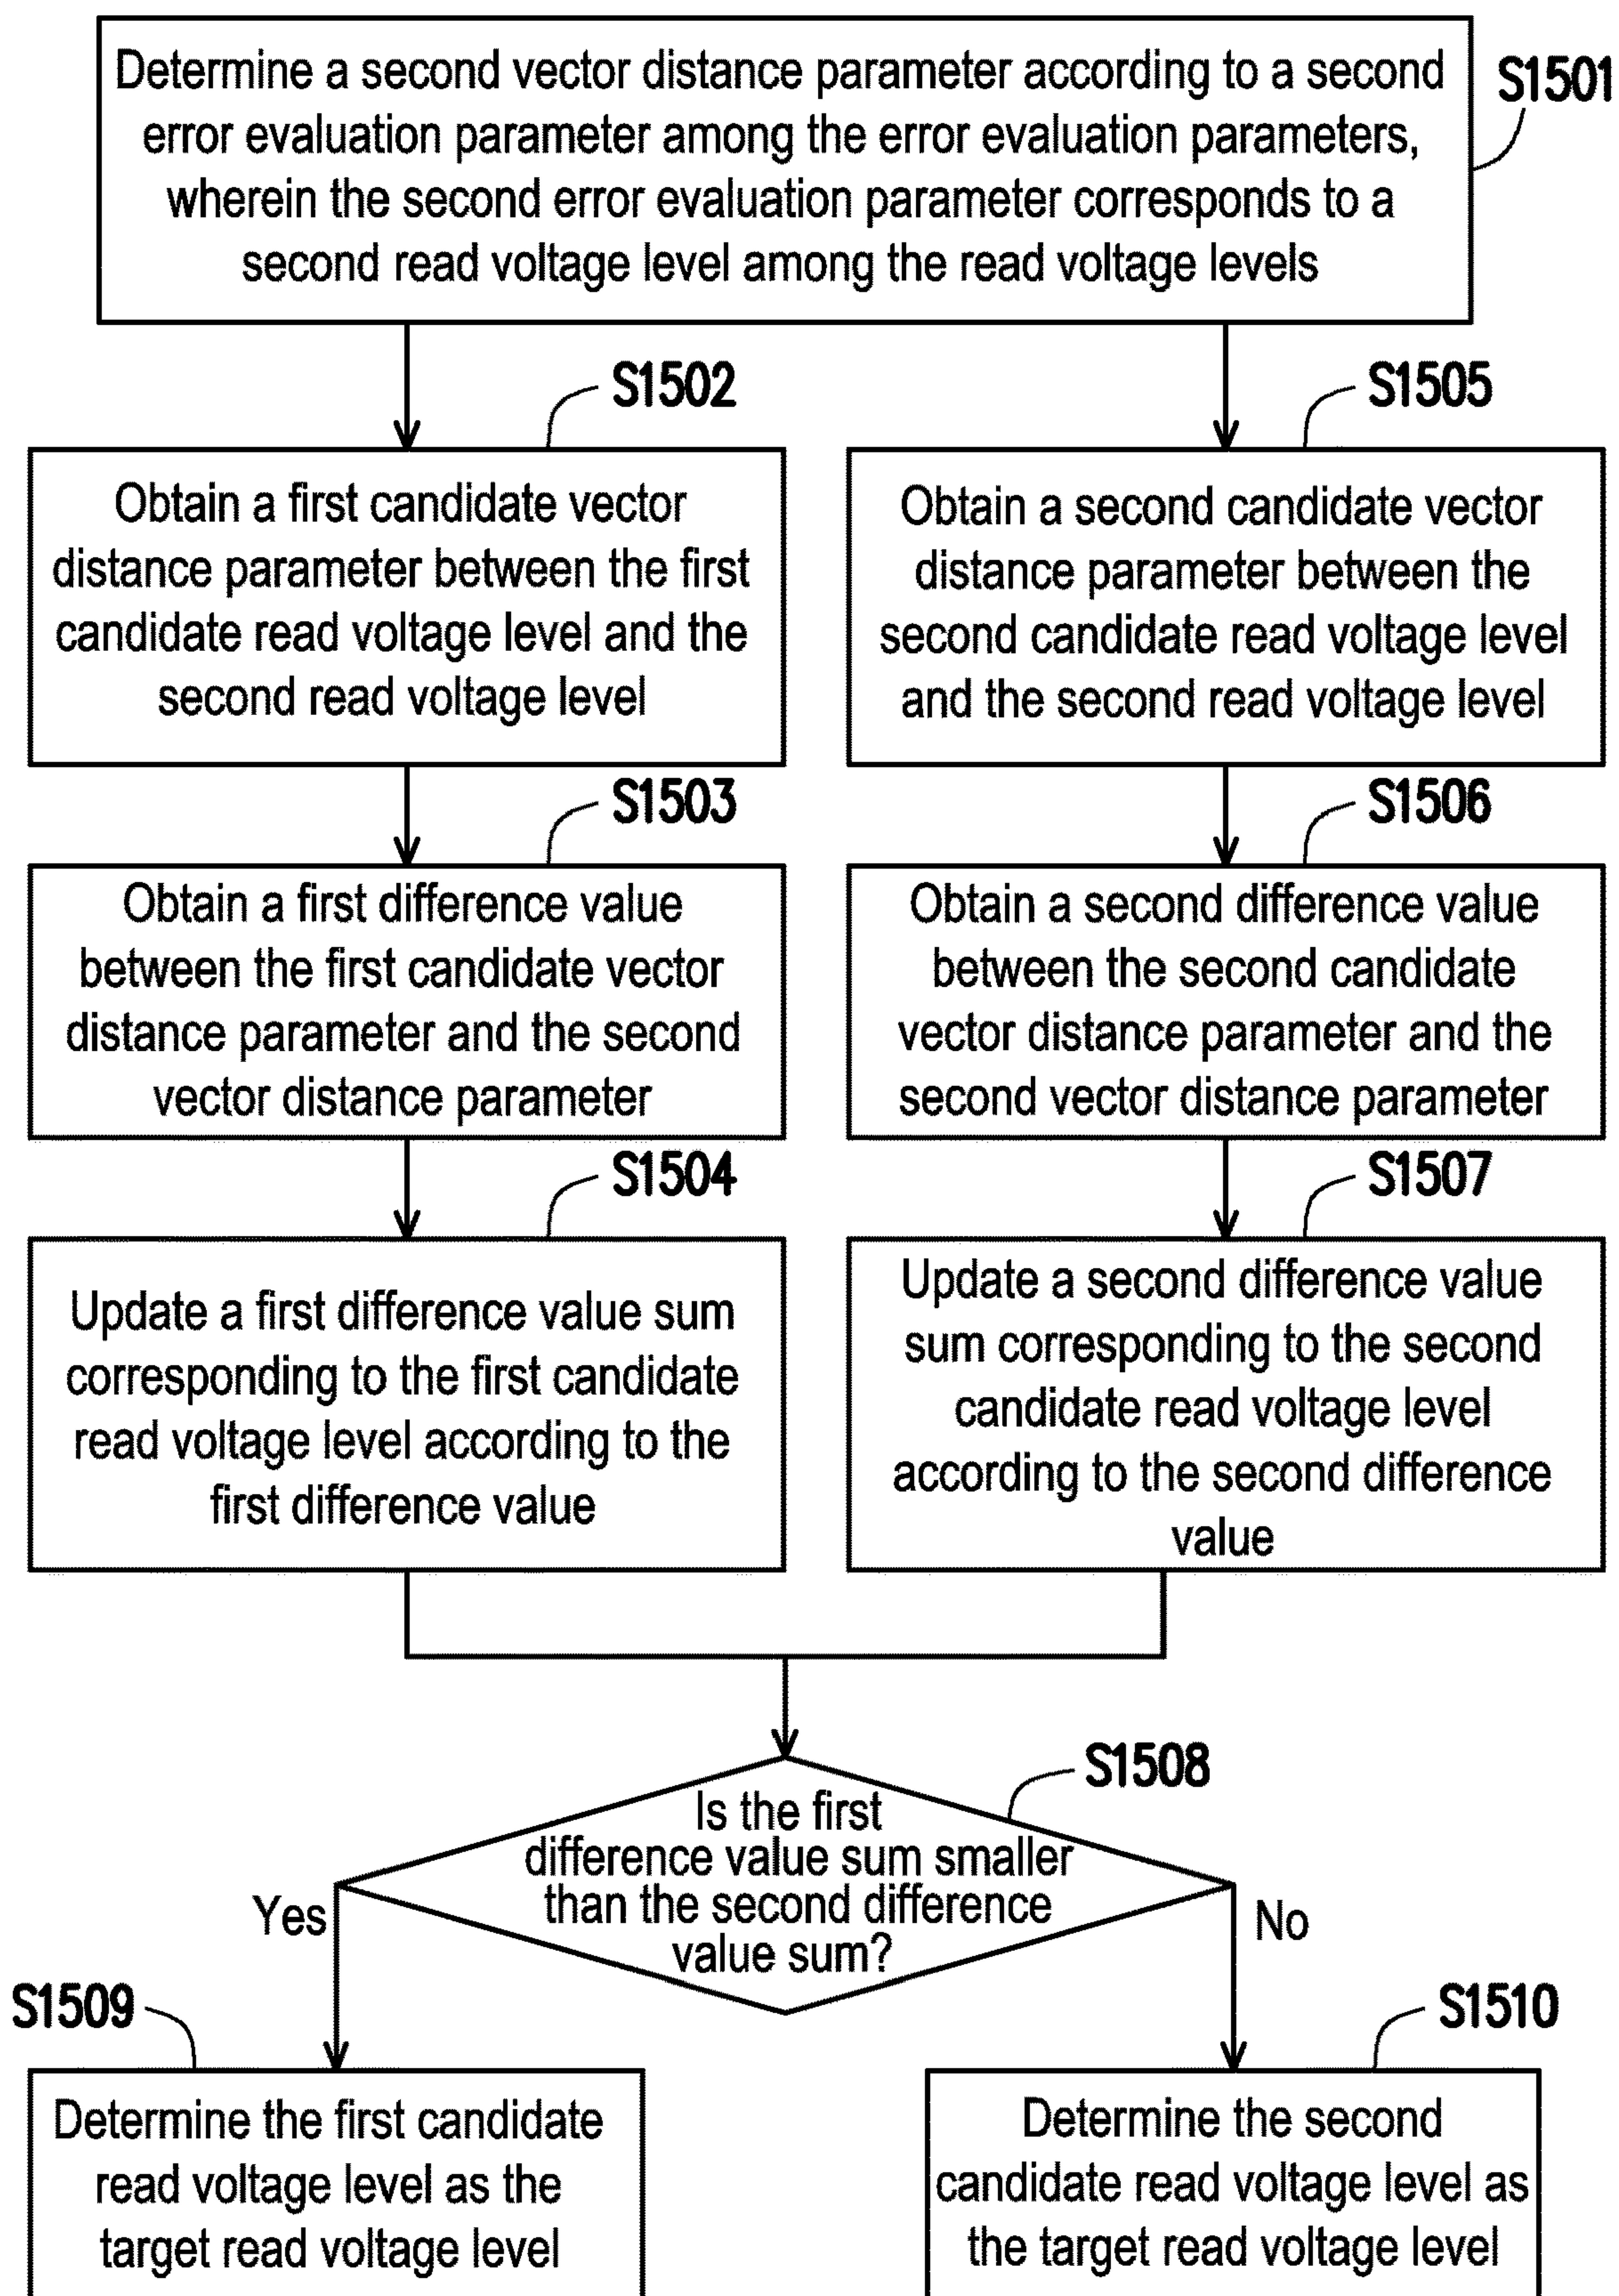 Determine a second vector distance parameter according to a second
error evaluation parameter among the error evaluation parameters,
wherein the second error evaluation parameter corresponds to a
second read voltage level among the read voltage levels
S1501
S1502
Obtain a first candidate vector
distance parameter between the first
candidate read voltage level and the
second read voltage level
S1505
Obtain a second candidate vector
distance parameter between the
second candidate read voltage level
and the second read voltage level
S1503
Obtain a first difference value
between the first candidate vector
distance parameter and the second
vector distance parameter
S1506
Obtain a second difference value
between the second candidate
vector distance parameter and the
second vector distance parameter
S1504
Update a first difference value sum
corresponding to the first candidate
read voltage level according to the
first difference value
S1507
Update a second difference value
sum corresponding to the second
candidate read voltage level
according to the second difference
value
S1508
Is the first
difference value sum smaller
than the second difference
value sum?
Yes
No
S1509
Determine the first candidate
read voltage level as the
target read voltage level
S1510
Determine the second
candidate read voltage level as
the target read voltage level